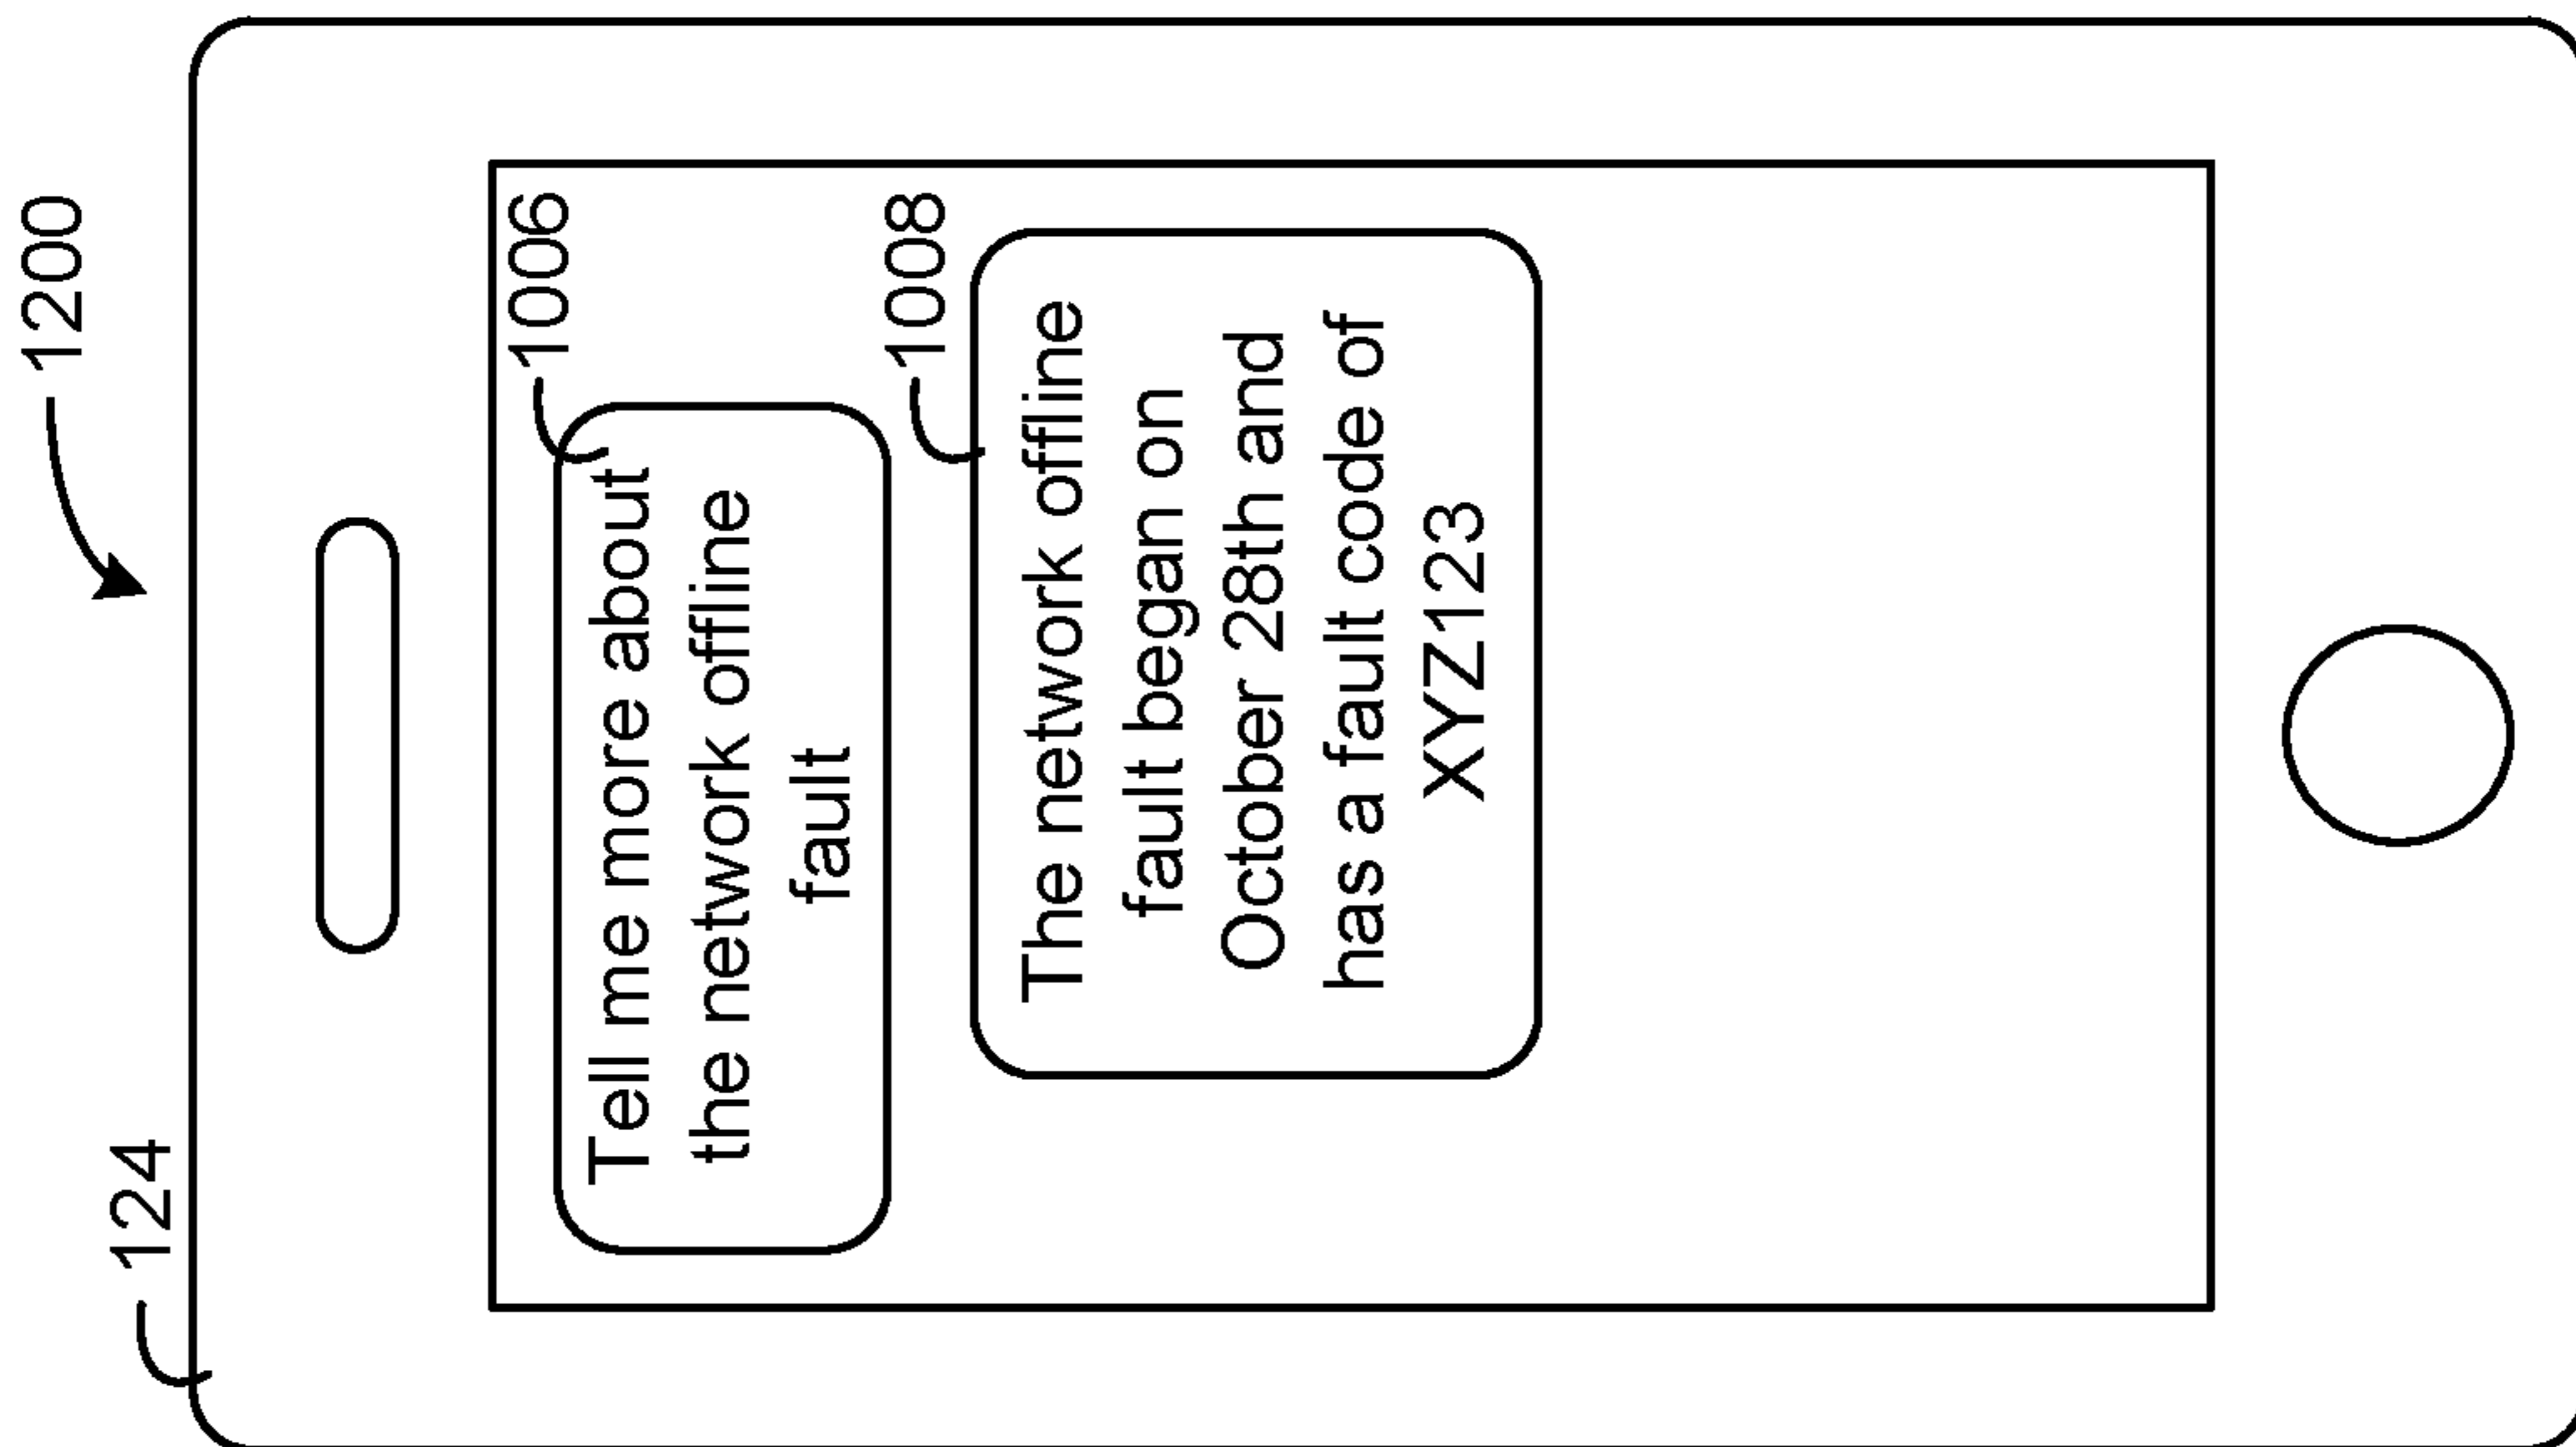 1200
124
1006
Tell me more about
the network offline
fault
1008
The network offline
fault began on
October 28th and
has a fault code of
XYZ123